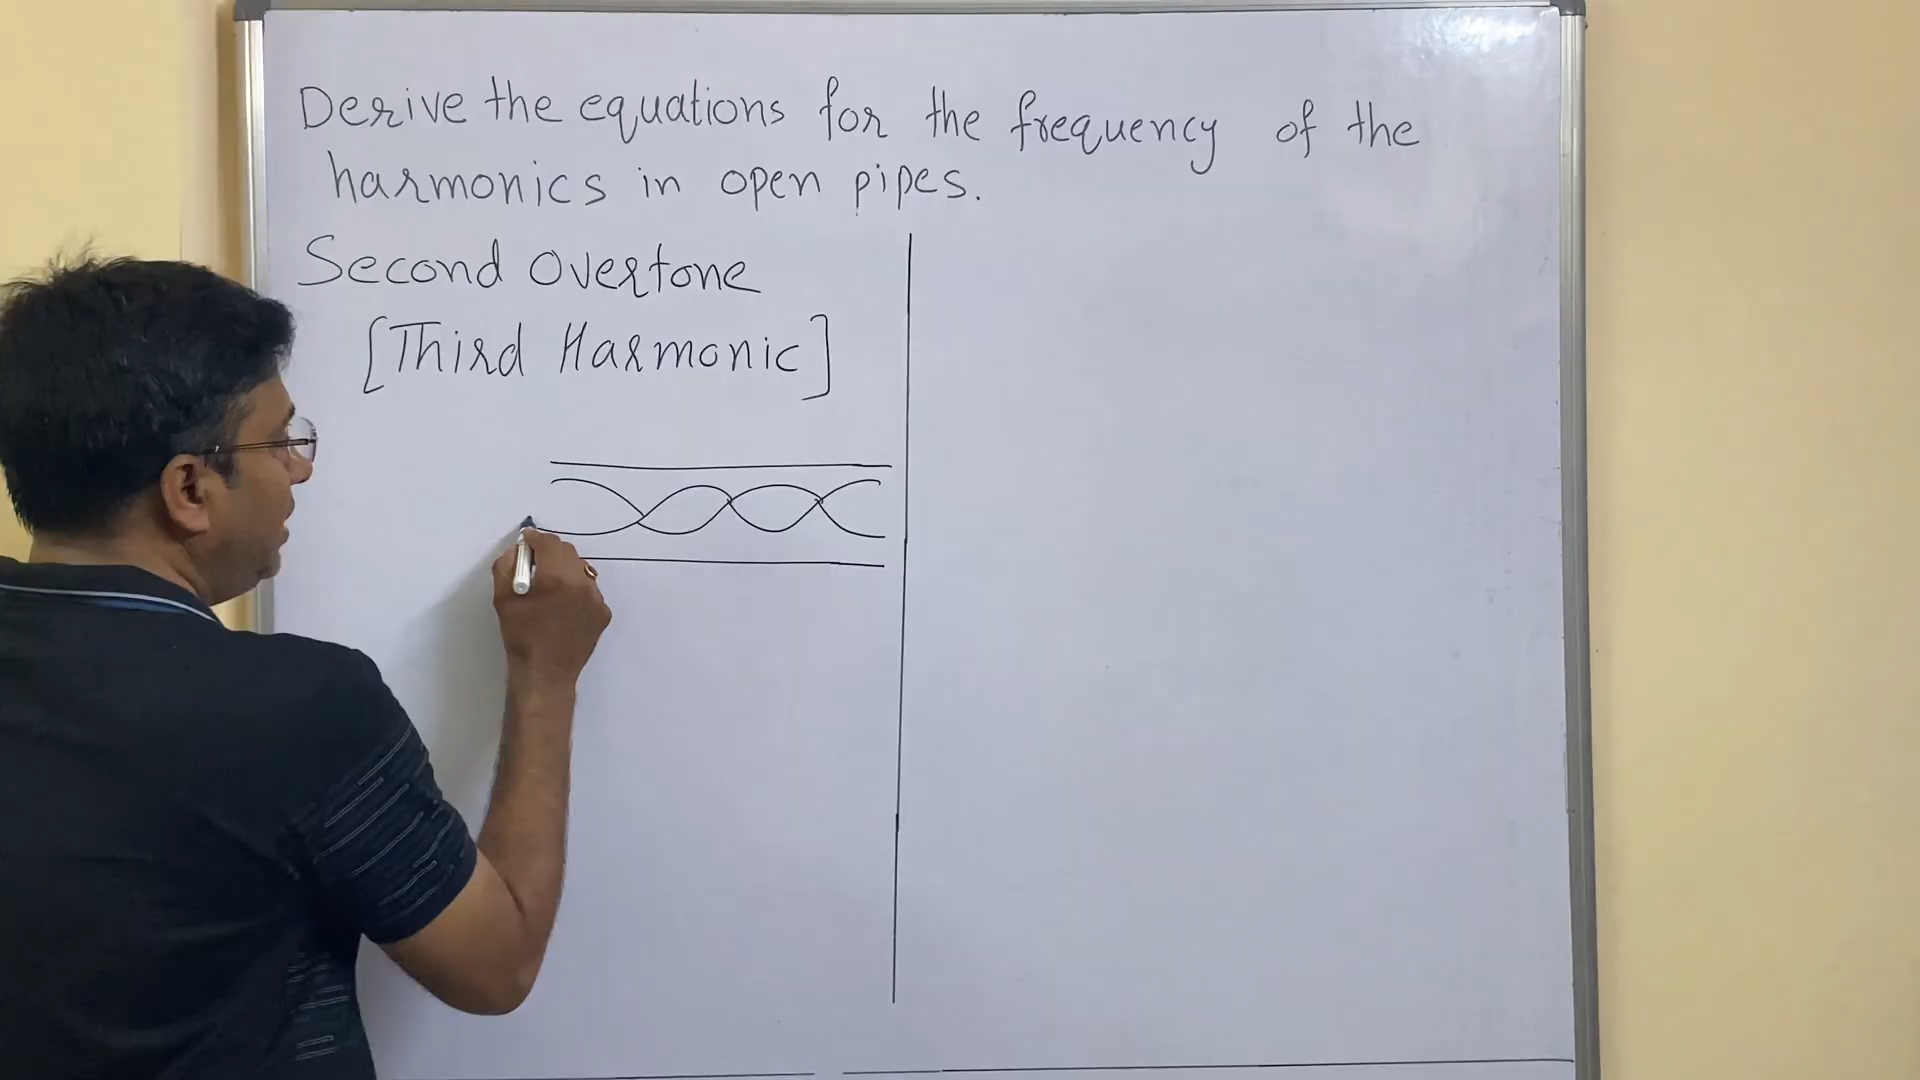 Derive the equations for the frequency of the
harmonics in open pipes.
Second Overtone
[Third Harmonic]